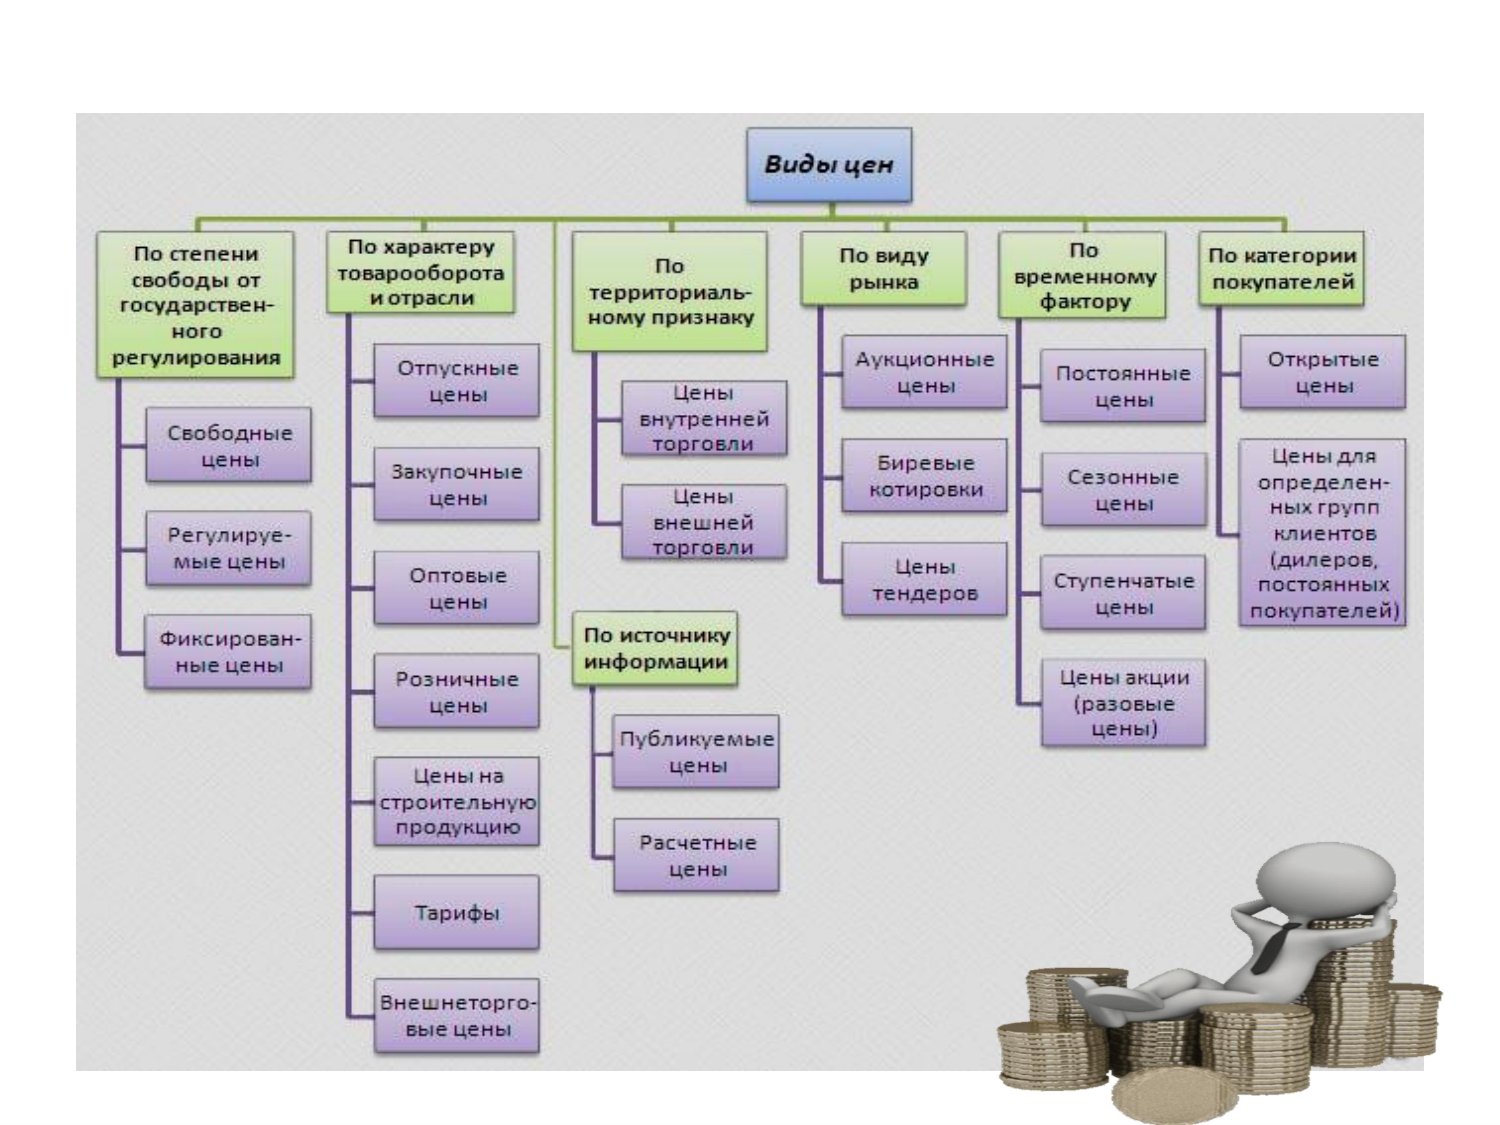 Виды цен
По степени
свободы от
государствен-
ного
регулирования
Свободные
цены
Регулируе-
мые цены
Фиксирован-
ные цены
По характеру
товарооборота
и отрасли
Отпускные
цены
Закупочные
цены
Оптовые
цены
Розничные
цены
Цены на
строительную
продукцию
Тарифы
Внешнеторго-
вые цены
По
территориаль-
ному признаку
Цены
внутренней
торговли
Цены
внешней
торговли
По источнику
информации
Публикуемые
цены
Расчетные
цены
По виду
рынка
Аукционные
цены
Биревые
котировки
Цены
тендеров
По
временному
фактору
Постоянные
цены
Сезонные
цены
Ступенчатые
цены
Цены акции
(разовые
цены)
По категории
покупателей
Открытые
цены
Цены для
определен-
ных групп
клиентов
(дилеров,
постоянных
покупателей)